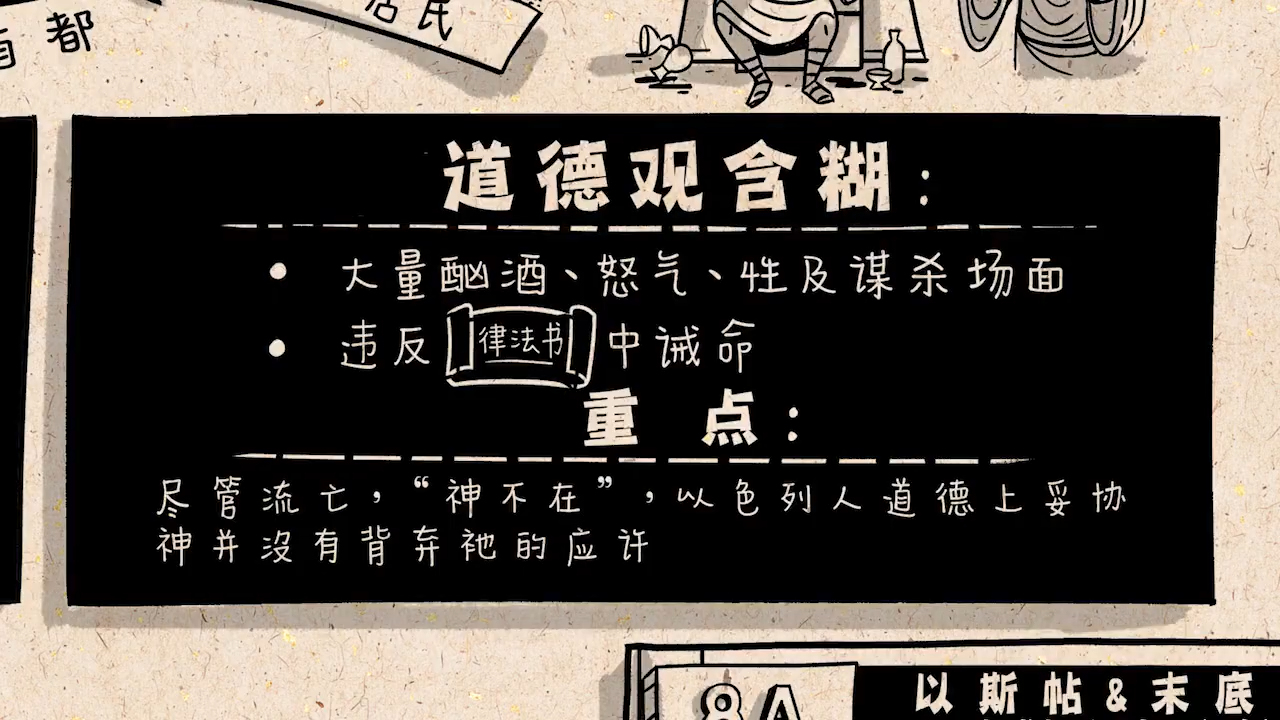 首都
居民
道德观含糊：
• 大量酗酒、怒气、性及谋杀场面
• 违反 律法书 中诫命
重点：
尽管流亡，“神不在”，以色列人道德上妥协
神并没有背弃祂的应许
8A
以斯帖&末底